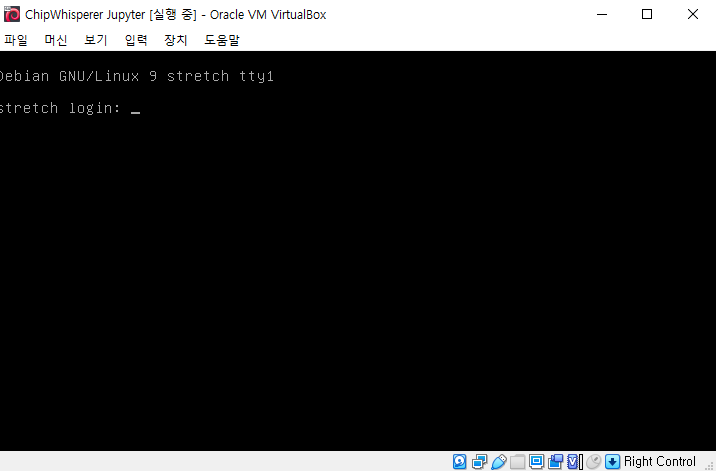 ChipWhisperer Jupyter [실행 중] - Oracle VM VirtualBox
파일 머신 보기 입력 장치 도움말
Debian GNU/Linux 9 stretch tty1
stretch login: _
Right Control